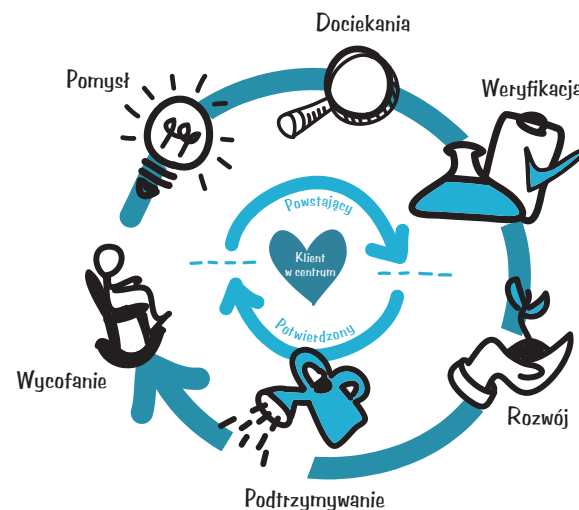 Dociekania
Pomysł
Weryfikacja
Powstający
Klient
w centrum
Potwierdzony
Wycofanie
Rozwój
Podtrzymywanie